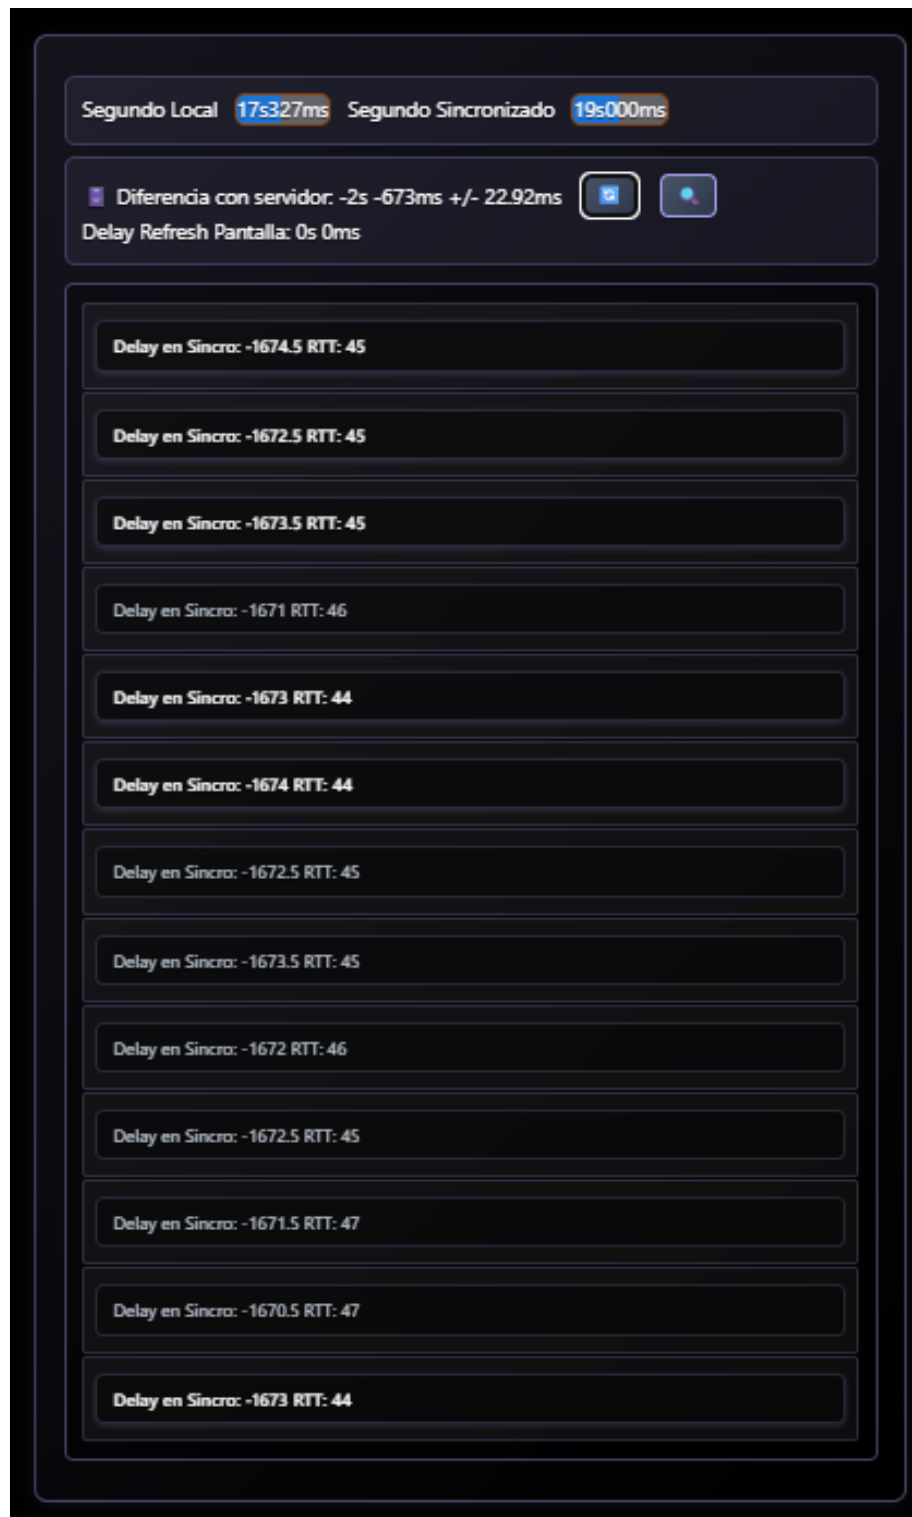 Segundo Local 17s327ms Segundo Sincronizado 19s000ms
Diferencia con servidor: -2s -673ms +/- 22.92ms
Delay Refresh Pantalla: 0s 0ms
Delay en Sincro: -1674.5 RTT: 45
Delay en Sincro: -1672.5 RTT: 45
Delay en Sincro: -1673.5 RTT: 45
Delay en Sincro: -1671 RTT: 46
Delay en Sincro: -1673 RTT: 44
Delay en Sincro: -1674 RTT: 44
Delay en Sincro: -1672.5 RTT: 45
Delay en Sincro: -1673.5 RTT: 45
Delay en Sincro: -1672 RTT: 46
Delay en Sincro: -1672.5 RTT: 45
Delay en Sincro: -1671.5 RTT: 47
Delay en Sincro: -1670.5 RTT: 47
Delay en Sincro: -1673 RTT: 44